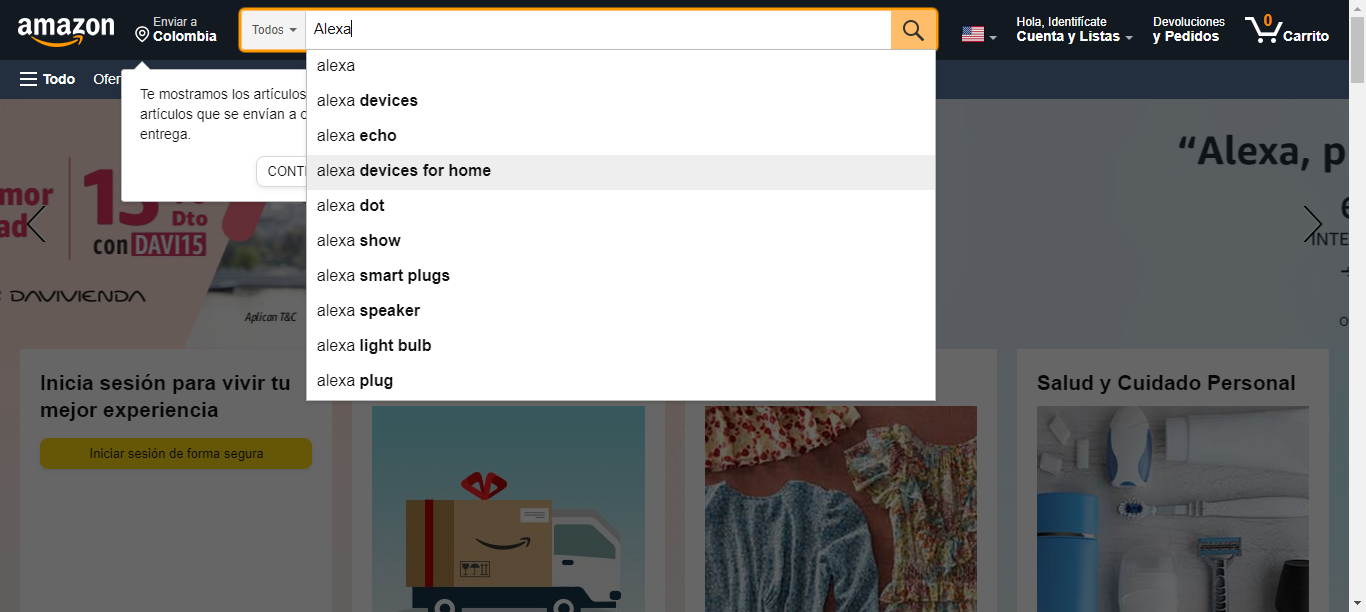 amazon
Enviar a
Colombia
Todos
Alexa
Hola, Identifícate
Cuenta y Listas
Devoluciones
y Pedidos
0
Carrito
Todo
Ofer
Te mostramos los artículos
artículos que se envían a
entrega.
CONTI
alexa
alexa devices
alexa echo
alexa devices for home
alexa dot
alexa show
alexa smart plugs
alexa speaker
alexa light bulb
alexa plug
mor
ad
Dto
con DAVI15
DAVIVIENDA
Aplican T&C
“Alexa, p
INTE
Inicia sesión para vivir tu
mejor experiencia
Iniciar sesión de forma segura
Salud y Cuidado Personal